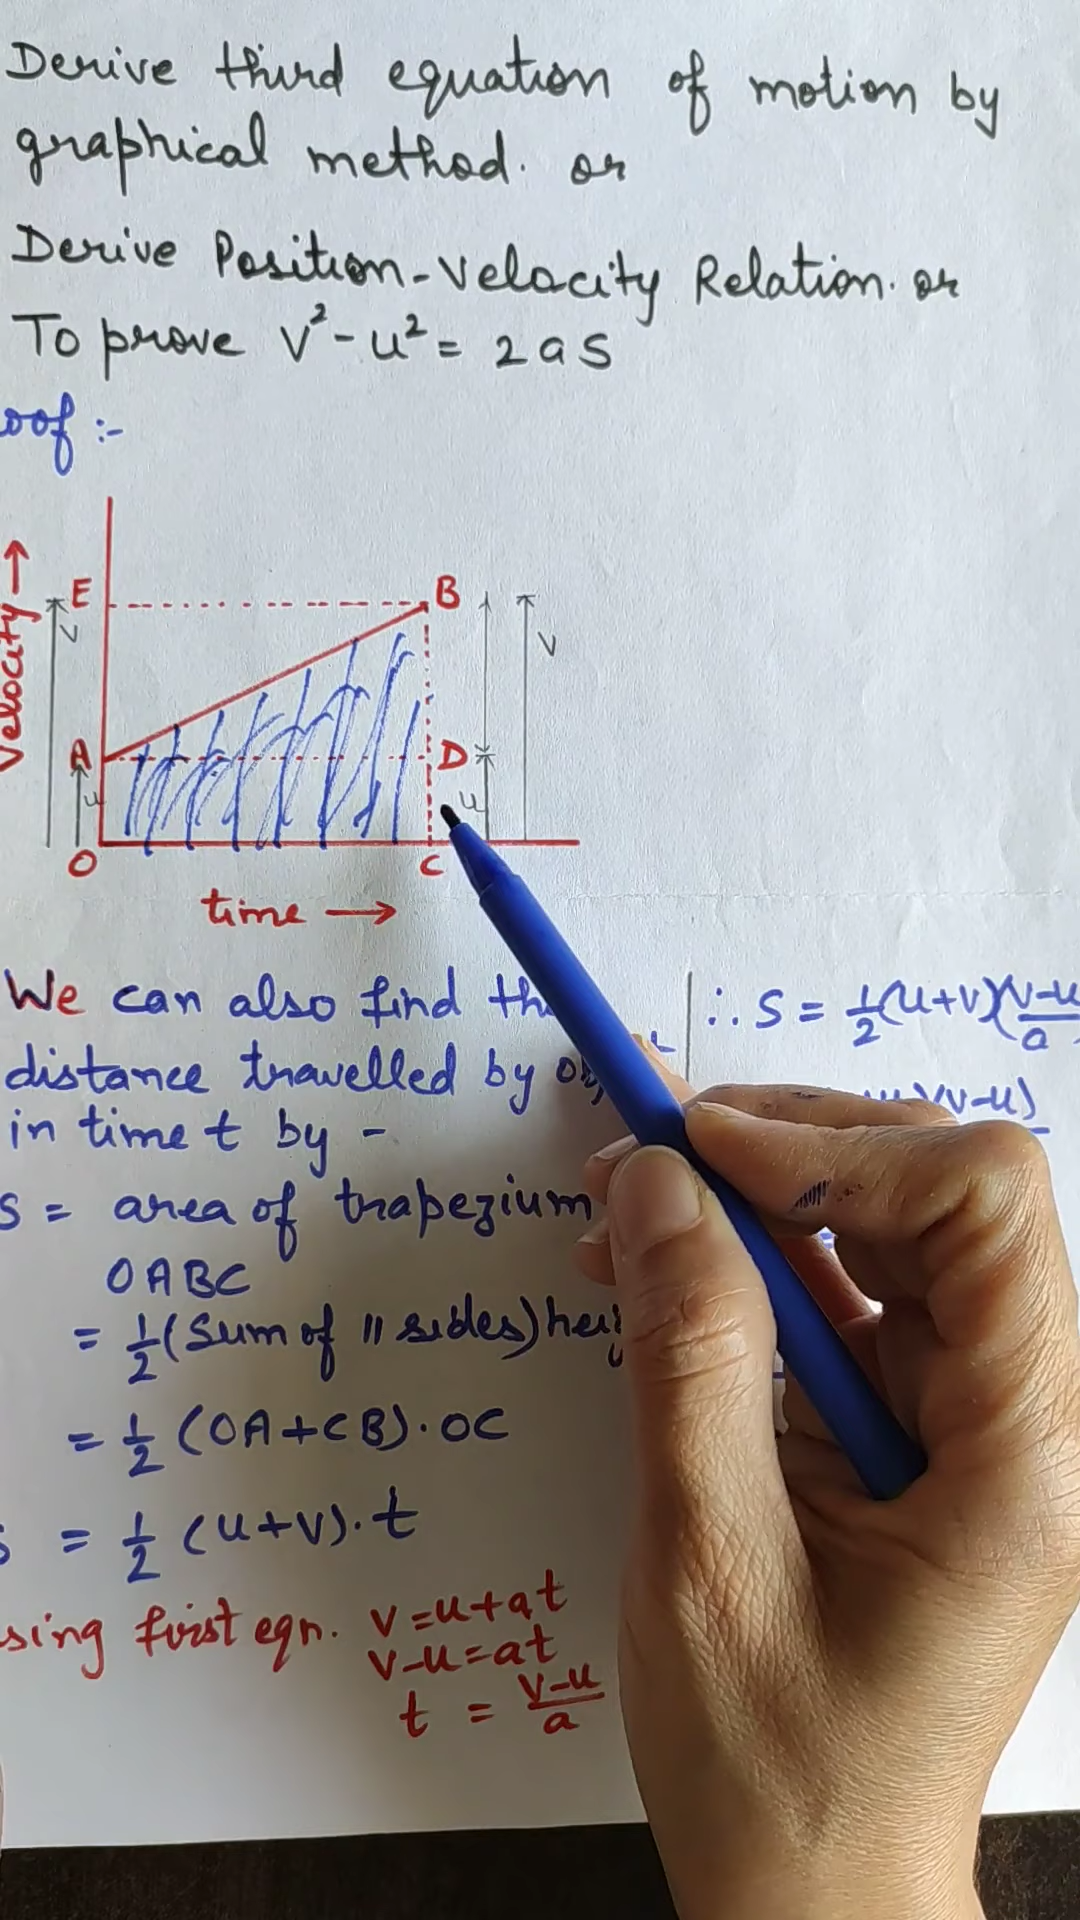 Derive third equation of motion by
graphical method. or
Derive Position-Velocity Relation. or
To prove V² - u² = 2as
oof :-
E
B
V
V
Velocity →
A
D
u
u
O
C
time →
We can also find
distance travelled by
in time t by -
S = area of trapezium
OABC
= 1/2 (Sum of 11 sides)
= 1/2 (OA+CB).OC
= 1/2 (u+v).t
sing first eqn. v=u+at
v-u=at
t = v-u/a
∴ S = 1/2 (u+v)(v-u/a
(v-u)